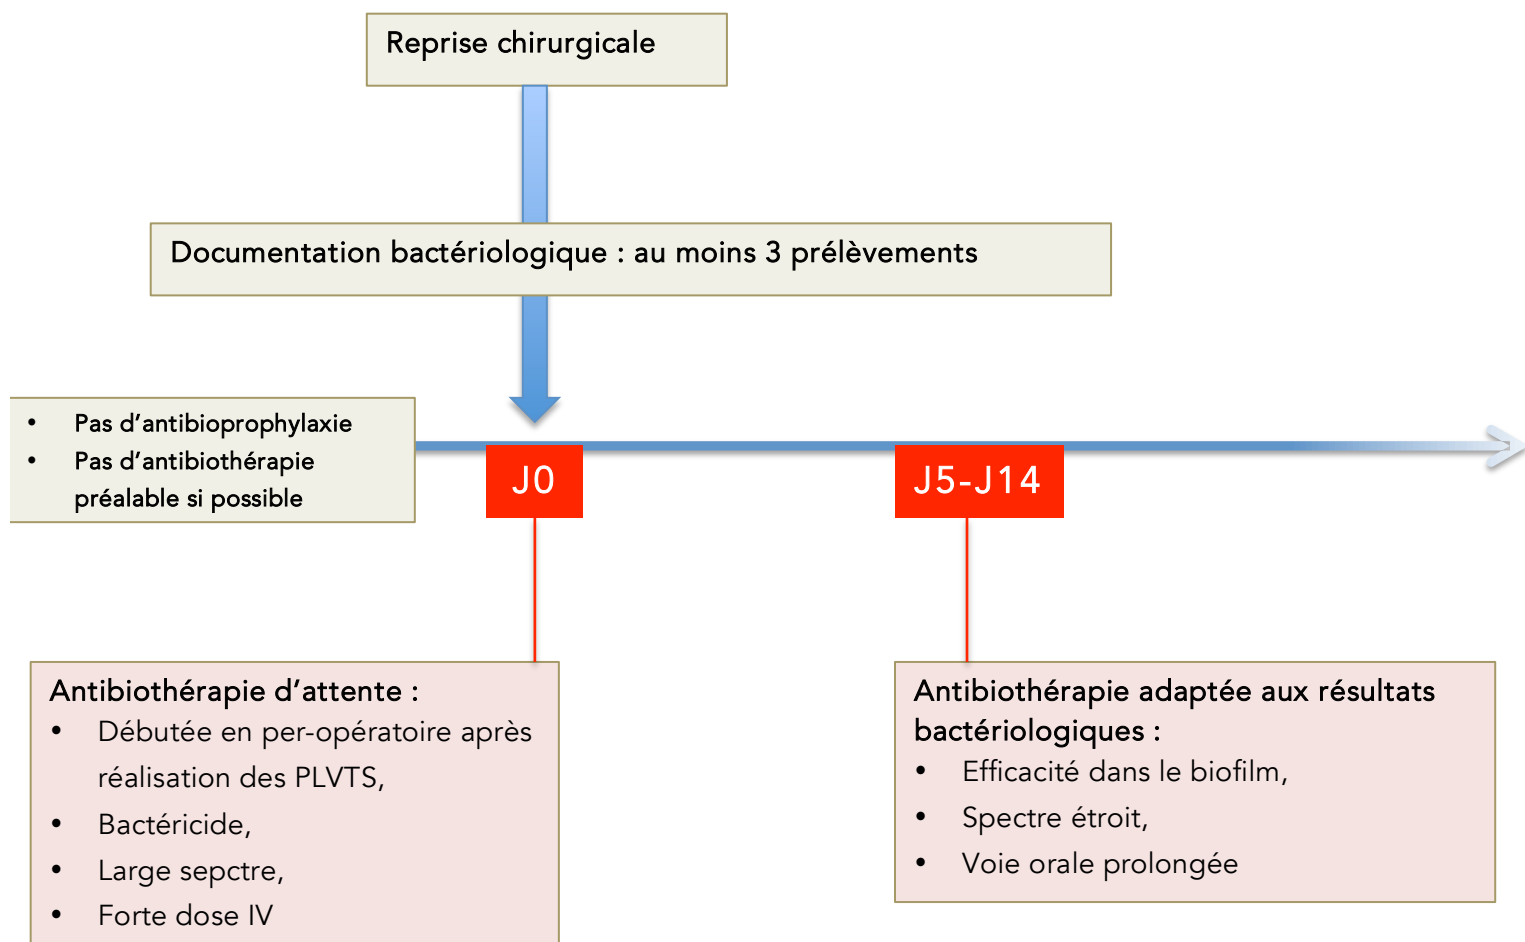 Reprise chirurgicale
Documentation bactériologique : au moins 3 prélèvements
• Pas d'antibioprophylaxie
• Pas d'antibiothérapie
préalable si possible
J0
J5-J14
Antibiothérapie d'attente :
• Débutée en per-opératoire après
réalisation des PLVTS,
• Bactéricide,
• Large sepctre,
• Forte dose IV
Antibiothérapie adaptée aux résultats
bactériologiques :
• Efficacité dans le biofilm,
• Spectre étroit,
• Voie orale prolongée